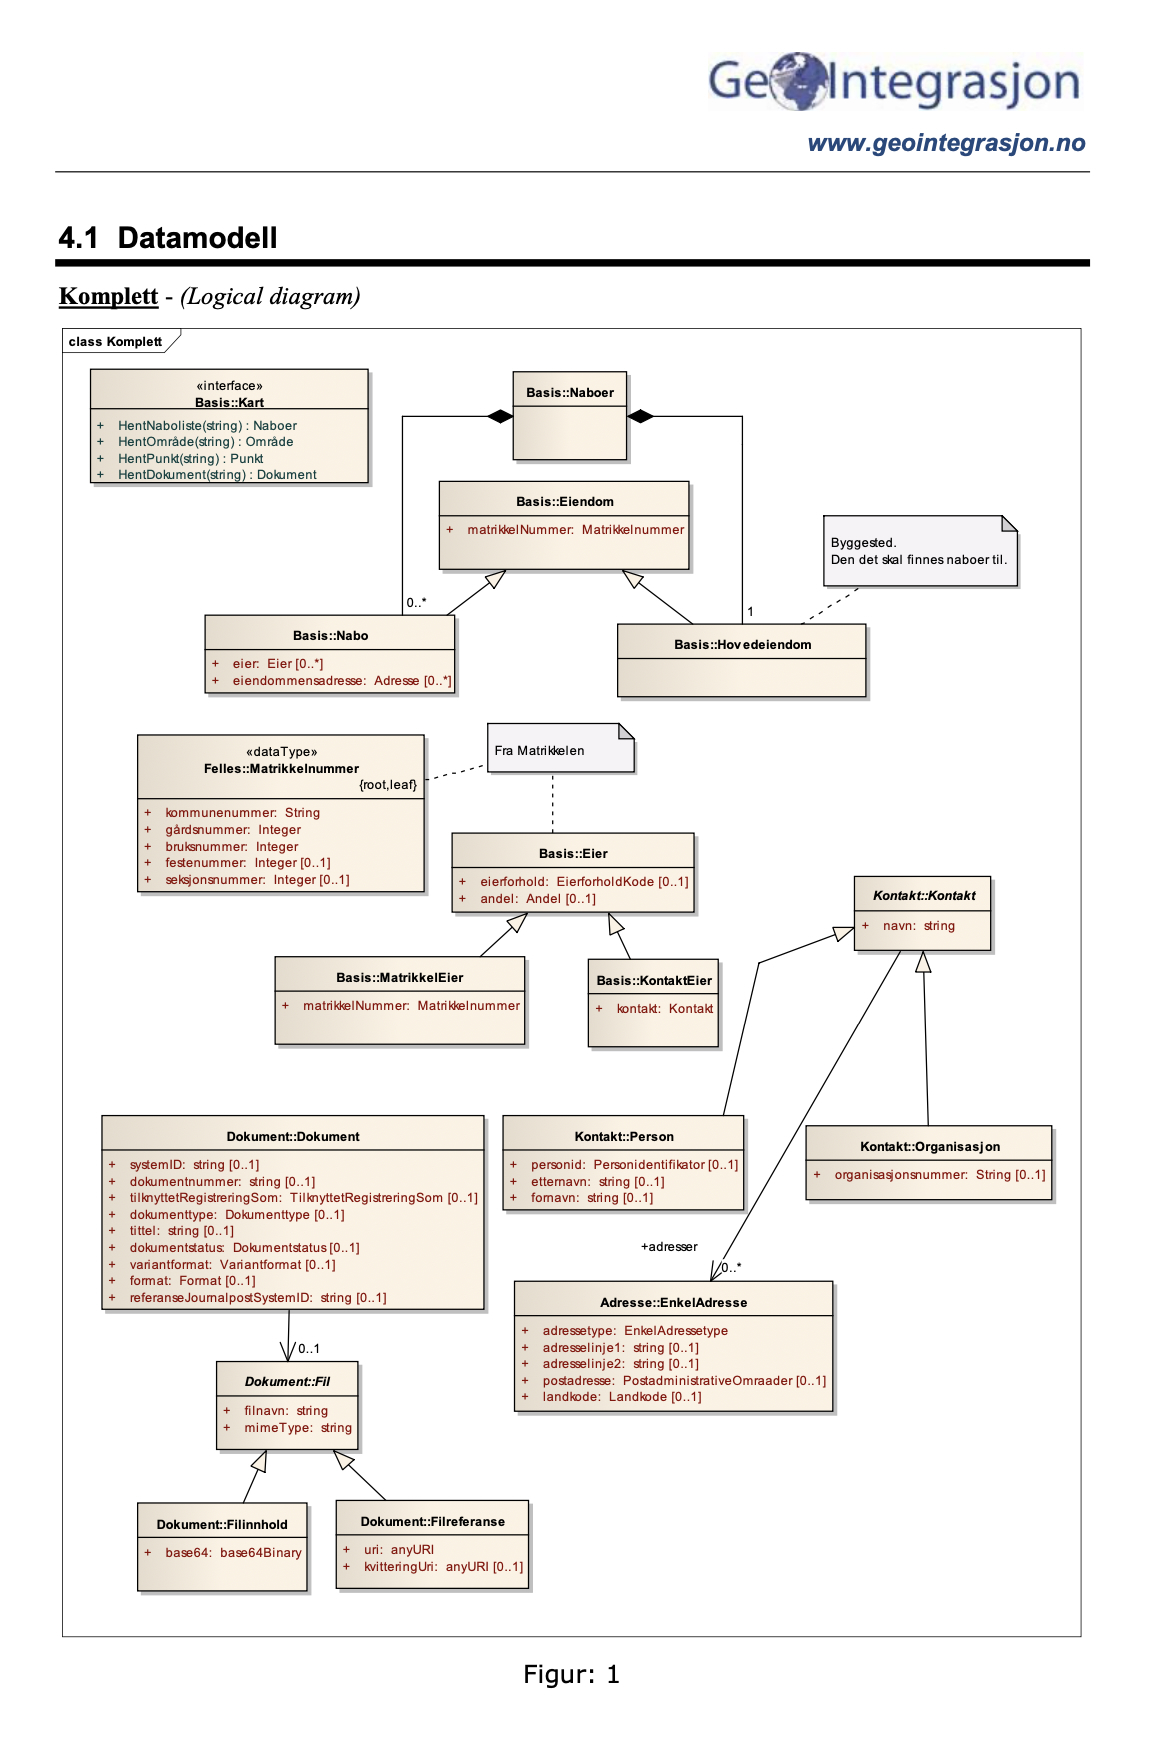 GeoIntegrasjon
www.geointegrasjon.no
4.1 Datamodell
Komplett - (Logical diagram)
class Komplett
«interface»
Basis::Kart
+ HentNaboliste(string) : Naboer
+ HentOmråde(string) : Område
+ HentPunkt(string) : Punkt
+ HentDokument(string) : Dokument
Basis::Naboer
Basis::Eiendom
+ matrikkelNummer: Matrikkelnummer
Byggested.
Den det skal finnes naboer til.
0..*
1
Basis::Nabo
+ eier: Eier [0..*]
+ eiendommensadresse: Adresse [0..*]
Basis::Hovedeiendom
«dataType»
Felles::Matrikkelnummer
{root,leaf}
+ kommunenummer: String
+ gårdsnummer: Integer
+ bruksnummer: Integer
+ festenummer: Integer [0..1]
+ seksjonsnummer: Integer [0..1]
Fra Matrikkelen
Basis::Eier
+ eierforhold: EierforholdKode [0..1]
+ andel: Andel [0..1]
Kontakt::Kontakt
+ navn: string
Basis::MatrikkelEier
+ matrikkelNummer: Matrikkelnummer
Basis::KontaktEier
+ kontakt: Kontakt
Dokument::Dokument
+ systemID: string [0..1]
+ dokumentnummer: string [0..1]
+ tilknyttetRegistreringSom: TilknyttetRegistreringSom [0..1]
+ dokumenttype: Dokumenttype [0..1]
+ tittel: string [0..1]
+ dokumentstatus: Dokumentstatus [0..1]
+ variantformat: Variantformat [0..1]
+ format: Format [0..1]
+ referanseJournalpostSystemID: string [0..1]
Kontakt::Person
+ personid: Personidentifikator [0..1]
+ etternavn: string [0..1]
+ fornavn: string [0..1]
Kontakt::Organisasjon
+ organisasjonsnummer: String [0..1]
+adresser
0..*
Adresse::EnkelAdresse
+ adressetype: EnkelAdressetype
+ adresselinje1: string [0..1]
+ adresselinje2: string [0..1]
+ postadresse: PostadministrativeOmraader [0..1]
+ landkode: Landkode [0..1]
0..1
Dokument::Fil
+ filnavn: string
+ mimeType: string
Dokument::Filinnhold
+ base64: base64Binary
Dokument::Filreferanse
+ uri: anyURI
+ kvitteringUri: anyURI [0..1]
Figur: 1